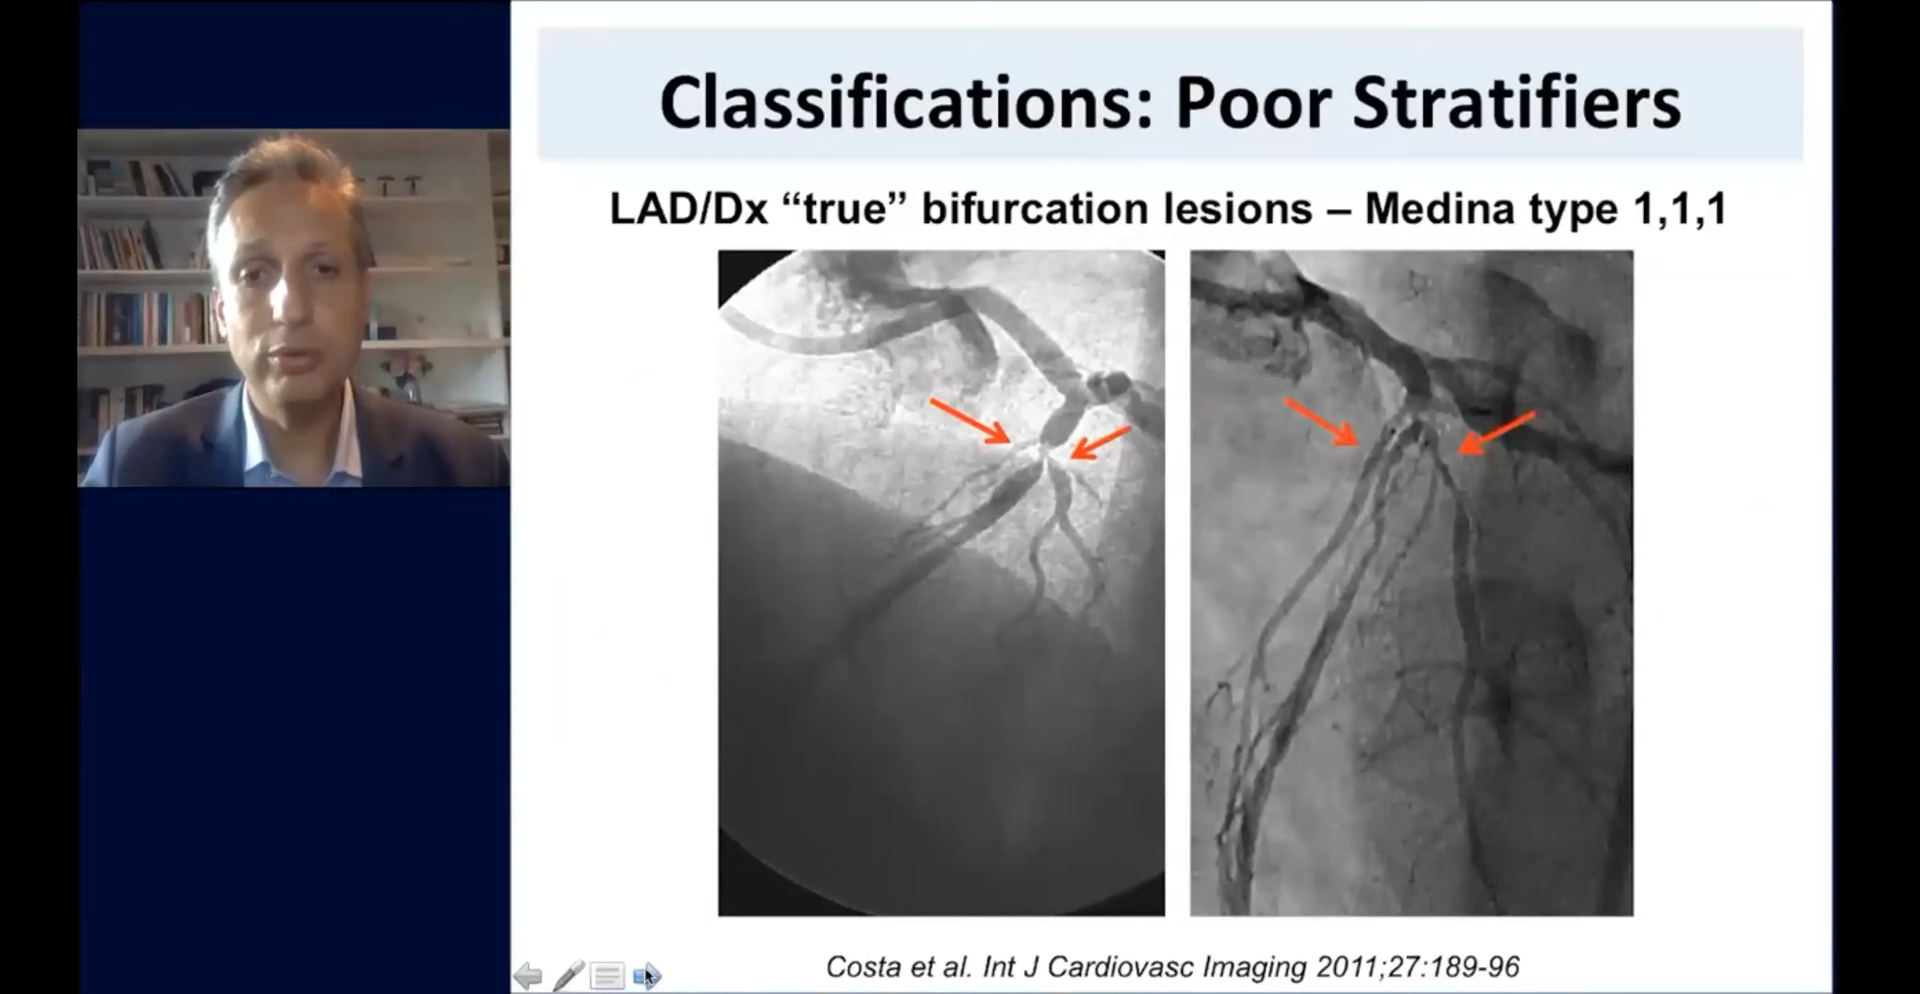 Classifications: Poor Stratifiers
LAD/Dx “true” bifurcation lesions – Medina type 1,1,1
Costa et al. Int J Cardiovasc Imaging 2011;27:189-96